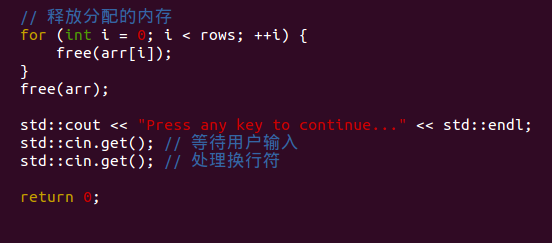 // 释放分配的内存
for (int i = 0; i < rows; ++i) {
    free(arr[i]);
}
free(arr);

std::cout << "Press any key to continue..." << std::endl;
std::cin.get(); // 等待用户输入
std::cin.get(); // 处理换行符

return 0;